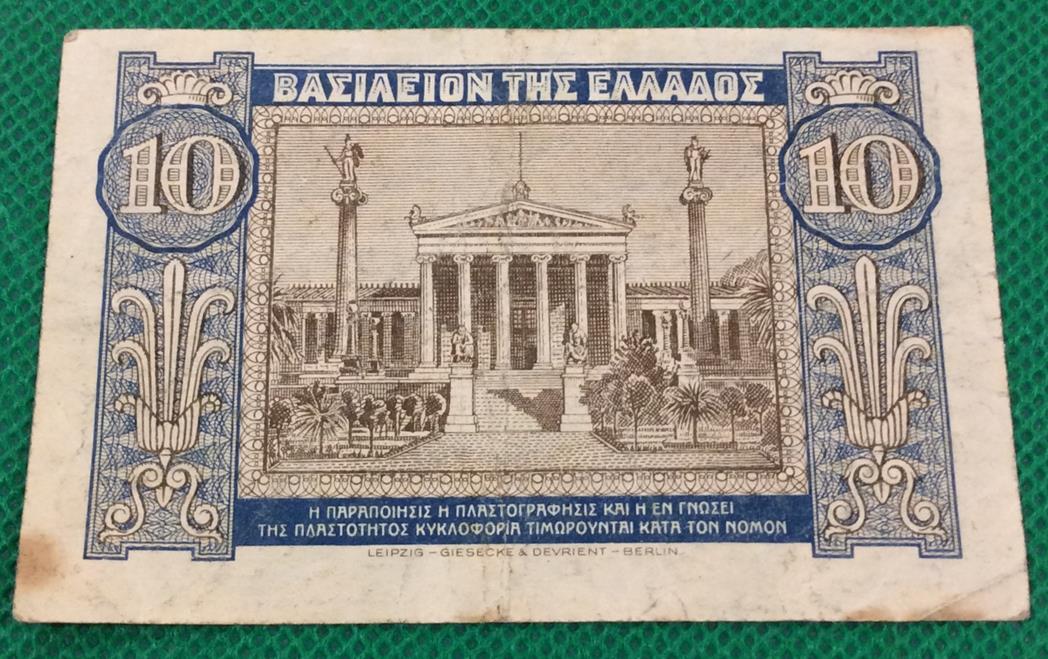 ΒΑΣΙΛΕΙΟΝ ΤΗΣ ΕΛΛΑΔΟΣ
10 10
Η ΠΑΡΑΠΟΙΗΣΙΣ Η ΠΛΑΣΤΟΓΡΑΦΗΣΙΣ ΚΑΙ Η ΕΝ ΓΝΩΣΕΙ
ΤΗΣ ΠΛΑΣΤΟΤΗΤΟΣ ΚΥΚΛΟΦΟΡΙΑ ΤΙΜΩΡΟΥΝΤΑΙ ΚΑΤΑ ΤΟΝ ΝΟΜΟΝ
LEIPZIG – GIESECKE & DEVRIENT – BERLIN